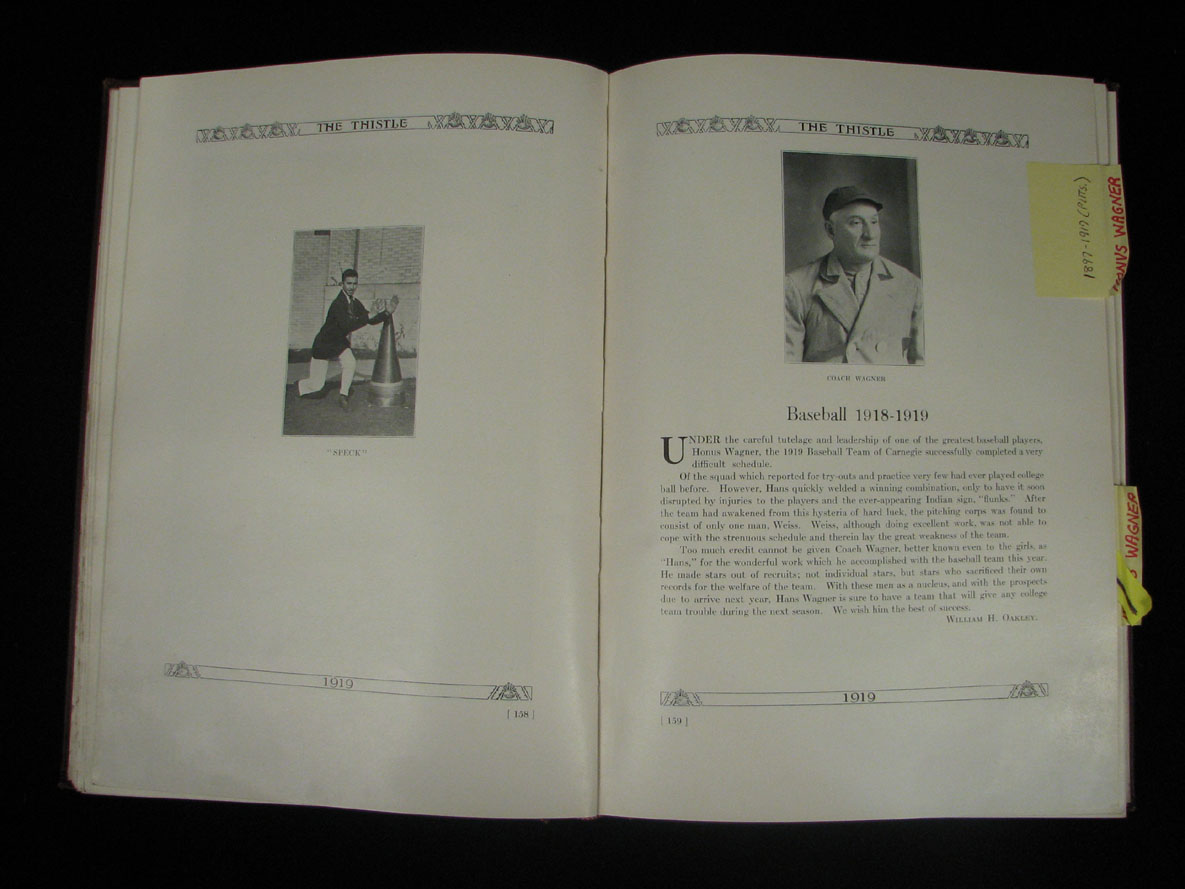 THE THISTLE
"SPECK"
1919
[ 158 ]
THE THISTLE
COACH WAGNER
Baseball 1918-1919
UNDER the careful tutelage and leadership of one of the greatest baseball players,
Honus Wagner, the 1919 Baseball Team of Carnegie successfully completed a very
difficult schedule.
Of the squad which reported for try-outs and practice very few had ever played college
ball before. However, Hans quickly welded a winning combination, only to have it soon
disrupted by injuries to the players and the ever-appearing Indian sign, "flunks." After
the team had awakened from this hysteria of hard luck, the pitching corps was found to
consist of only one man, Weiss. Weiss, although doing excellent work, was not able to
cope with the strenuous schedule and therein lay the great weakness of the team.
Too much credit cannot be given Coach Wagner, better known even to the girls, as
"Hans," for the wonderful work which he accomplished with the baseball team this year.
He made stars out of recruits; not individual stars, but stars who sacrificed their own
records for the welfare of the team. With these men as a nucleus, and with the prospects
due to arrive next year, Hans Wagner is sure to have a team that will give any college
team trouble during the next season. We wish him the best of success.
WILLIAM H. OAKLEY.
1919
[ 159 ]
1897-1919 (Pitts.)
HONUS WAGNER
S WAGNER